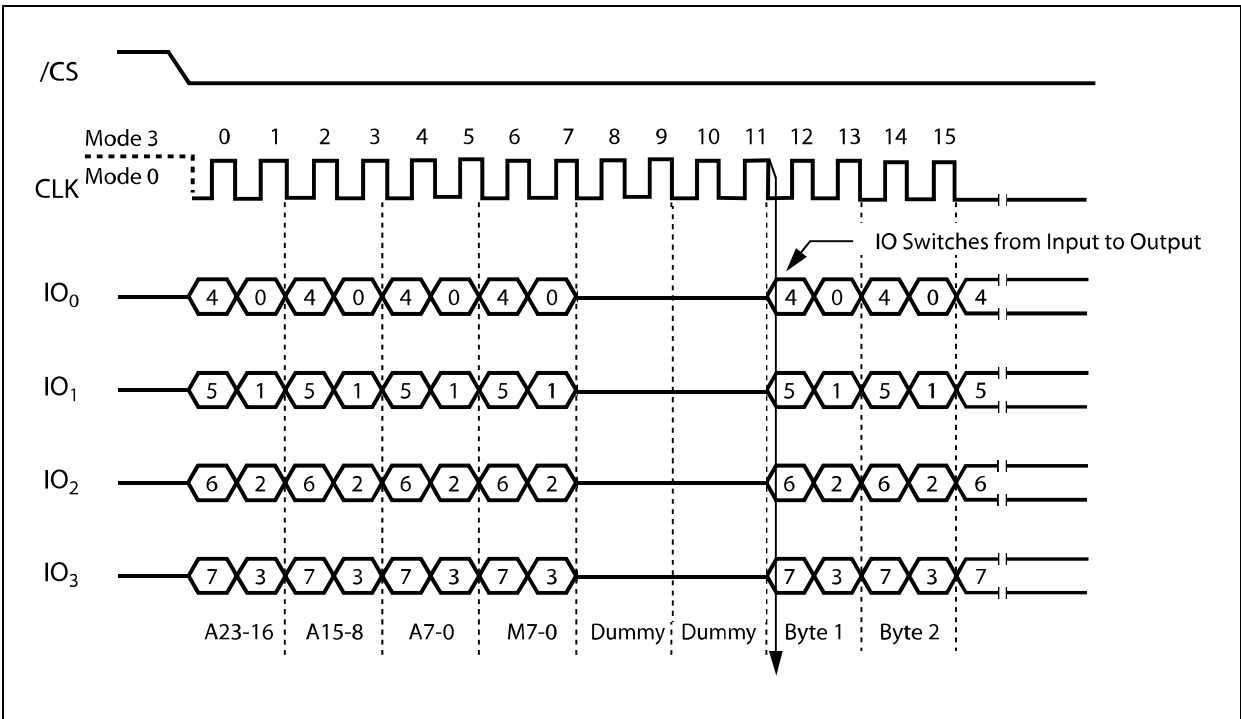 /CS
Mode 3
0 1 2 3 4 5 6 7 8 9 10 11 12 13 14 15
CLK
Mode 0
IO Switches from Input to Output
IO₀
4 0 4 0 4 0 4 0 4 0 4 0 4
IO₁
5 1 5 1 5 1 5 1 5 1 5 1 5
IO₂
6 2 6 2 6 2 6 2 6 2 6 2 6
IO₃
7 3 7 3 7 3 7 3 7 3 7 3 7
A23-16 A15-8 A7-0 M7-0 Dummy Dummy Byte 1 Byte 2